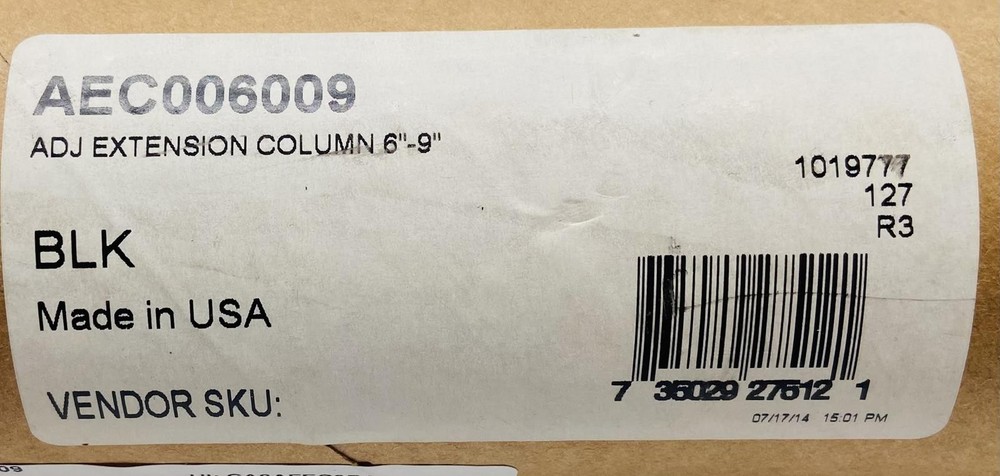 AEC006009
ADJ EXTENSION COLUMN 6"-9"
1019777
127
R3
BLK
Made in USA
VENDOR SKU:
7 35029 27512 1
07/17/14 15:01 PM
09